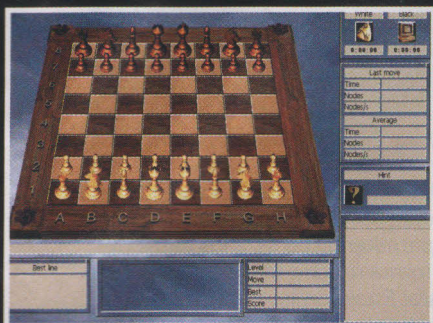 White Black
0:00:00 0:00:00
Last move
Time
Nodes
Nodes/s
Average
Time
Nodes
Nodes/s
Hint
?
8
7
6
5
4
3
2
1
A B C D E F G H
Best line
Level
Move
Best
Score